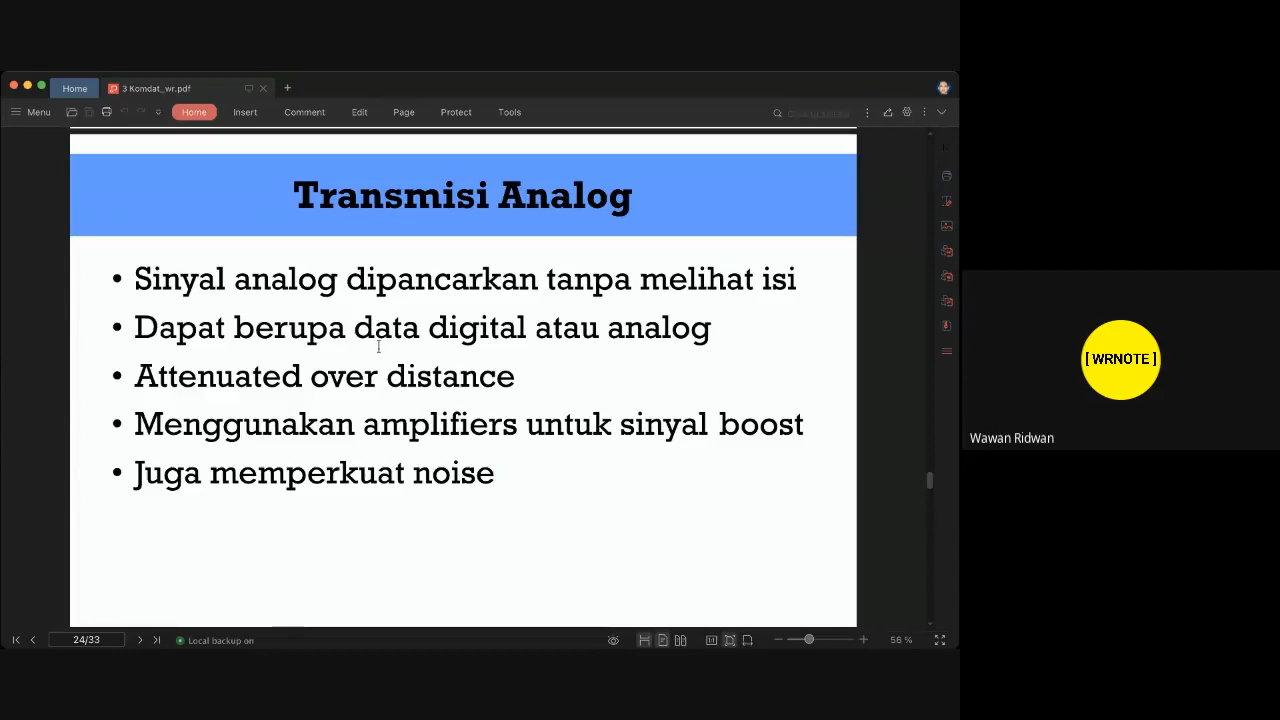 Home
3 Komdat_wr.pdf
Menu
Home
Insert
Comment
Edit
Page
Protect
Tools
Transmisi Analog
• Sinyal analog dipancarkan tanpa melihat isi
• Dapat berupa data digital atau analog
• Attenuated over distance
• Menggunakan amplifiers untuk sinyal boost
• Juga memperkuat noise
[ WRNOTE ]
Wawan Ridwan
24/33
Local backup on
56 %